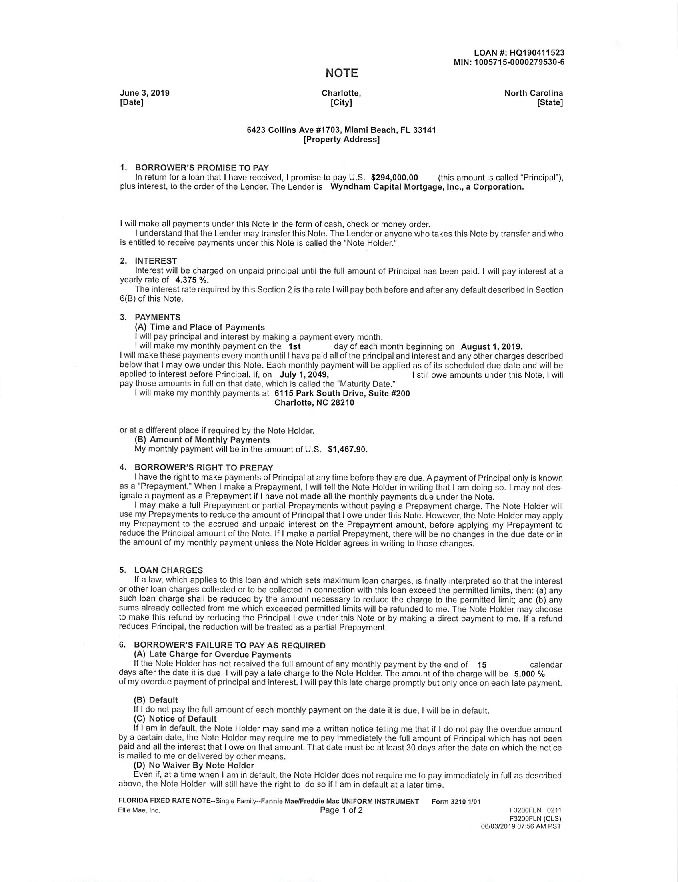 LOAN #: HQ190411523
MIN: 1005715-0000279530-6
NOTE
June 3, 2019 Charlotte, North Carolina
[Date] [City] [State]
6423 Collins Ave #1703, Miami Beach, FL 33141
[Property Address]
1. BORROWER'S PROMISE TO PAY
In return for a loan that I have received, I promise to pay U.S. $294,000.00 (this amount is called "Principal"),
plus interest, to the order of the Lender. The Lender is Wyndham Capital Mortgage, Inc., a Corporation.
I will make all payments under this Note in the form of cash, check or money order.
I understand that the Lender may transfer this Note. The Lender or anyone who takes this Note by transfer and who
is entitled to receive payments under this Note is called the "Note Holder."
2. INTEREST
Interest will be charged on unpaid principal until the full amount of Principal has been paid. I will pay interest at a
yearly rate of 4.375 %.
The interest rate required by this Section 2 is the rate I will pay both before and after any default described in Section
6(B) of this Note.
3. PAYMENTS
(A) Time and Place of Payments
I will pay principal and interest by making a payment every month.
I will make my monthly payment on the 1st day of each month beginning on August 1, 2019.
I will make these payments every month until I have paid all of the principal and interest and any other charges described
below that I may owe under this Note. Each monthly payment will be applied as of its scheduled due date and will be
applied to interest before Principal. If, on July 1, 2049, I still owe amounts under this Note, I will
pay those amounts in full on that date, which is called the "Maturity Date."
I will make my monthly payments at 6115 Park South Drive, Suite #200
Charlotte, NC 28210
or at a different place if required by the Note Holder.
(B) Amount of Monthly Payments
My monthly payment will be in the amount of U.S. $1,467.90.
4. BORROWER'S RIGHT TO PREPAY
I have the right to make payments of Principal at any time before they are due. A payment of Principal only is known
as a "Prepayment." When I make a Prepayment, I will tell the Note Holder in writing that I am doing so. I may not des-
ignate a payment as a Prepayment if I have not made all the monthly payments due under the Note.
I may make a full Prepayment or partial Prepayments without paying a Prepayment charge. The Note Holder will
use my Prepayments to reduce the amount of Principal that I owe under this Note. However, the Note Holder may apply
my Prepayment to the accrued and unpaid interest on the Prepayment amount, before applying my Prepayment to
reduce the Principal amount of the Note. If I make a partial Prepayment, there will be no changes in the due date or in
the amount of my monthly payment unless the Note Holder agrees in writing to those changes.
5. LOAN CHARGES
If a law, which applies to this loan and which sets maximum loan charges, is finally interpreted so that the interest
or other loan charges collected or to be collected in connection with this loan exceed the permitted limits, then: (a) any
such loan charge shall be reduced by the amount necessary to reduce the charge to the permitted limit; and (b) any
sums already collected from me which exceeded permitted limits will be refunded to me. The Note Holder may choose
to make this refund by reducing the Principal I owe under this Note or by making a direct payment to me. If a refund
reduces Principal, the reduction will be treated as a partial Prepayment.
6. BORROWER'S FAILURE TO PAY AS REQUIRED
(A) Late Charge for Overdue Payments
If the Note Holder has not received the full amount of any monthly payment by the end of 15 calendar
days after the date it is due, I will pay a late charge to the Note Holder. The amount of the charge will be 5.000 %
of my overdue payment of principal and interest. I will pay this late charge promptly but only once on each late payment.
(B) Default
If I do not pay the full amount of each monthly payment on the date it is due, I will be in default.
(C) Notice of Default
If I am in default, the Note Holder may send me a written notice telling me that if I do not pay the overdue amount
by a certain date, the Note Holder may require me to pay immediately the full amount of Principal which has not been
paid and all the interest that I owe on that amount. That date must be at least 30 days after the date on which the notice
is mailed to me or delivered by other means.
(D) No Waiver By Note Holder
Even if, at a time when I am in default, the Note Holder does not require me to pay immediately in full as described
above, the Note Holder will still have the right to do so if I am in default at a later time.
FLORIDA FIXED RATE NOTE--Single Family--Fannie Mae/Freddie Mac UNIFORM INSTRUMENT Form 3210 1/01
Ellie Mae, Inc. Page 1 of 2 F3200FLN 0211
F3200FLN (CLS)
06/03/2019 07:56 AM PST